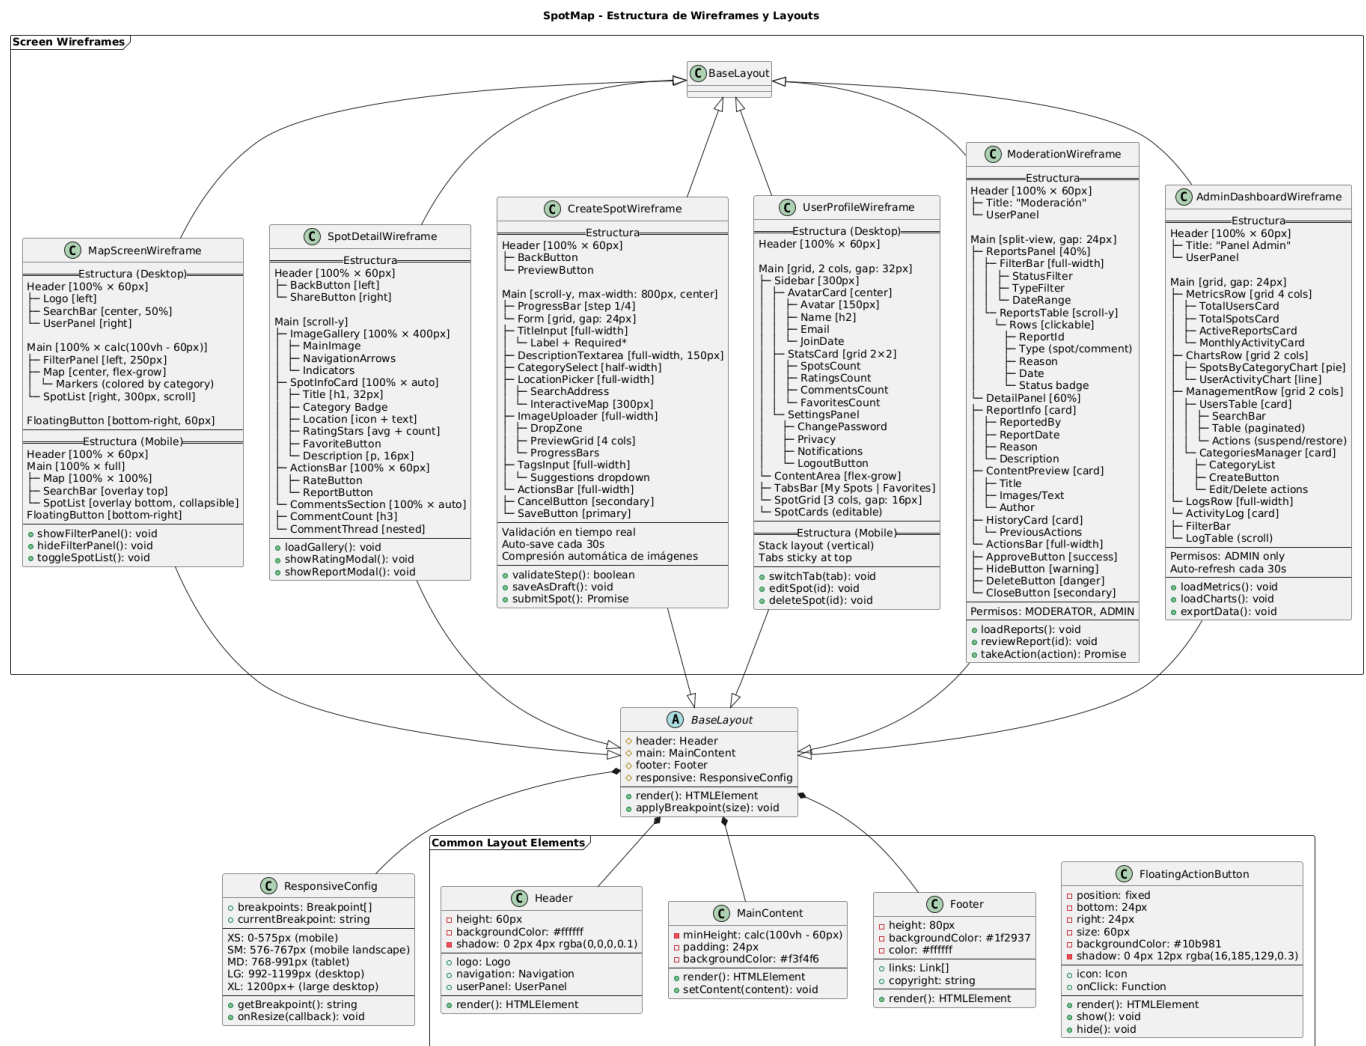 SpotMap - Estructura de Wireframes y Layouts
Screen Wireframes
C BaseLayout
C MapScreenWireframe
Estructura (Desktop)
Header [100% × 60px]
├─ Logo [left]
├─ SearchBar [center, 50%]
└─ UserPanel [right]
Main [100% × calc(100vh - 60px)]
├─ FilterPanel [left, 250px]
├─ Map [center, flex-grow]
│ └─ Markers (colored by category)
└─ SpotList [right, 300px, scroll]
FloatingButton [bottom-right, 60px]
Estructura (Mobile)
Header [100% × 60px]
Main [100% × full]
├─ Map [100% × 100%]
├─ SearchBar [overlay top]
└─ SpotList [overlay bottom, collapsible]
FloatingButton [bottom-right]
showFilterPanel(): void
hideFilterPanel(): void
toggleSpotList(): void
C SpotDetailWireframe
Estructura
Header [100% × 60px]
├─ BackButton [left]
└─ ShareButton [right]
Main [scroll-y]
├─ ImageGallery [100% × 400px]
│ ├─ MainImage
│ ├─ NavigationArrows
│ └─ Indicators
├─ SpotInfoCard [100% × auto]
│ ├─ Title [h1, 32px]
│ ├─ Category Badge
│ ├─ Location [icon + text]
│ ├─ RatingStars [avg + count]
│ ├─ FavoriteButton
│ └─ Description [p, 16px]
├─ ActionsBar [100% × 60px]
│ ├─ RateButton
│ └─ ReportButton
└─ CommentsSection [100% × auto]
├─ CommentCount [h3]
└─ CommentThread [nested]
loadGallery(): void
showRatingModal(): void
showReportModal(): void
C CreateSpotWireframe
Estructura
Header [100% × 60px]
├─ BackButton
└─ PreviewButton
Main [scroll-y, max-width: 800px, center]
├─ ProgressBar [step 1/4]
├─ Form [grid, gap: 24px]
├─ TitleInput [full-width]
│ └─ Label + Required*
├─ DescriptionTextarea [full-width, 150px]
├─ CategorySelect [half-width]
├─ LocationPicker [full-width]
│ ├─ SearchAddress
│ └─ InteractiveMap [300px]
├─ ImageUploader [full-width]
│ ├─ DropZone
│ ├─ PreviewGrid [4 cols]
│ └─ ProgressBars
├─ TagsInput [full-width]
│ └─ Suggestions dropdown
└─ ActionsBar [full-width]
├─ CancelButton [secondary]
└─ SaveButton [primary]
Validación en tiempo real
Auto-save cada 30s
Compresión automática de imágenes
validateStep(): boolean
saveAsDraft(): void
submitSpot(): Promise
C UserProfileWireframe
Estructura (Desktop)
Header [100% × 60px]
Main [grid, 2 cols, gap: 32px]
├─ Sidebar [300px]
│ ├─ AvatarCard [center]
│ │ ├─ Avatar [150px]
│ │ ├─ Name [h2]
│ │ ├─ Email
│ │ └─ JoinDate
│ ├─ StatsCard [grid 2×2]
│ │ ├─ SpotsCount
│ │ ├─ RatingsCount
│ │ ├─ CommentsCount
│ │ └─ FavoritesCount
│ └─ SettingsPanel
│ ├─ ChangePassword
│ ├─ Privacy
│ ├─ Notifications
│ └─ LogoutButton
└─ ContentArea [flex-grow]
├─ TabsBar [My Spots | Favorites]
└─ SpotGrid [3 cols, gap: 16px]
└─ SpotCards (editable)
Estructura (Mobile)
Stack layout (vertical)
Tabs sticky at top
switchTab(tab): void
editSpot(id): void
deleteSpot(id): void
C ModerationWireframe
Estructura
Header [100% × 60px]
├─ Title: "Moderación"
└─ UserPanel
Main [split-view, gap: 24px]
├─ ReportsPanel [40%]
│ ├─ FilterBar [full-width]
│ │ ├─ StatusFilter
│ │ ├─ TypeFilter
│ │ └─ DateRange
│ └─ ReportsTable [scroll-y]
│ └─ Rows [clickable]
│ ├─ ReportId
│ ├─ Type (spot/comment)
│ ├─ Reason
│ ├─ Date
│ └─ Status badge
└─ DetailPanel [60%]
├─ ReportInfo [card]
│ ├─ ReportedBy
│ ├─ ReportDate
│ ├─ Reason
│ └─ Description
├─ ContentPreview [card]
│ ├─ Title
│ ├─ Images/Text
│ └─ Author
├─ HistoryCard [card]
│ └─ PreviousActions
└─ ActionsBar [full-width]
├─ ApproveButton [success]
├─ HideButton [warning]
├─ DeleteButton [danger]
└─ CloseButton [secondary]
Permisos: MODERATOR, ADMIN
loadReports(): void
reviewReport(id): void
takeAction(action): Promise
C AdminDashboardWireframe
Estructura
Header [100% × 60px]
├─ Title: "Panel Admin"
└─ UserPanel
Main [grid, gap: 24px]
├─ MetricsRow [grid 4 cols]
│ ├─ TotalUsersCard
│ ├─ TotalSpotsCard
│ ├─ ActiveReportsCard
│ └─ MonthlyActivityCard
├─ ChartsRow [grid 2 cols]
│ ├─ SpotsByCategoryChart [pie]
│ └─ UserActivityChart [line]
├─ ManagementRow [grid 2 cols]
│ ├─ UsersTable [card]
│ │ ├─ SearchBar
│ │ ├─ Table (paginated)
│ │ └─ Actions (suspend/restore)
│ └─ CategoriesManager [card]
│ ├─ CategoryList
│ ├─ CreateButton
│ └─ Edit/Delete actions
└─ LogsRow [full-width]
└─ ActivityLog [card]
├─ FilterBar
└─ LogTable (scroll)
Permisos: ADMIN only
Auto-refresh cada 30s
loadMetrics(): void
loadCharts(): void
exportData(): void
A BaseLayout
header: Header
main: MainContent
footer: Footer
responsive: ResponsiveConfig
render(): HTMLElement
applyBreakpoint(size): void
C ResponsiveConfig
breakpoints: Breakpoint[]
currentBreakpoint: string
XS: 0-575px (mobile)
SM: 576-767px (mobile landscape)
MD: 768-991px (tablet)
LG: 992-1199px (desktop)
XL: 1200px+ (large desktop)
getBreakpoint(): string
onResize(callback): void
Common Layout Elements
C Header
height: 60px
backgroundColor: #ffffff
shadow: 0 2px 4px rgba(0,0,0,0.1)
logo: Logo
navigation: Navigation
userPanel: UserPanel
render(): HTMLElement
C MainContent
minHeight: calc(100vh - 60px)
padding: 24px
backgroundColor: #f3f4f6
render(): HTMLElement
setContent(content): void
C Footer
height: 80px
backgroundColor: #1f2937
color: #ffffff
links: Link[]
copyright: string
render(): HTMLElement
C FloatingActionButton
position: fixed
bottom: 24px
right: 24px
size: 60px
backgroundColor: #10b981
shadow: 0 4px 12px rgba(16,185,129,0.3)
icon: Icon
onClick: Function
render(): HTMLElement
show(): void
hide(): void